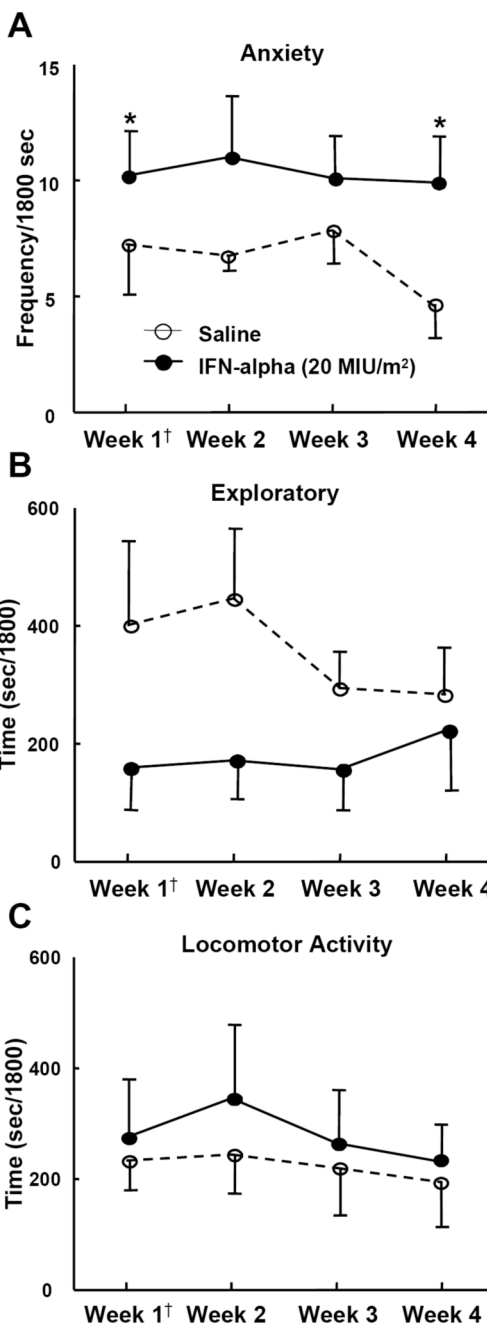 A
Anxiety
15
*
*
10
Frequency/1800 sec
5
Saline
IFN-alpha (20 MIU/m²)
0
Week 1† Week 2 Week 3 Week 4
B
Exploratory
600
400
Time (sec/1800)
200
0
Week 1† Week 2 Week 3 Week 4
C
Locomotor Activity
600
400
Time (sec/1800)
200
0
Week 1† Week 2 Week 3 Week 4